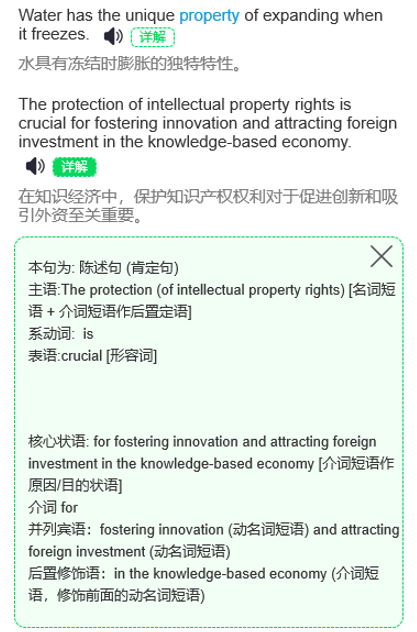 Water has the unique property of expanding when
it freezes. 详解
水具有冻结时膨胀的独特特性。
The protection of intellectual property rights is
crucial for fostering innovation and attracting foreign
investment in the knowledge-based economy.
详解
在知识经济中，保护知识产权权利对于促进创新和吸
引外资至关重要。
本句为: 陈述句 (肯定句)
主语:The protection (of intellectual property rights) [名词短
语 + 介词短语作后置定语]
系动词:  is
表语:crucial [形容词]
核心状语: for fostering innovation and attracting foreign
investment in the knowledge-based economy [介词短语作
原因/目的状语]
介词 for
并列宾语：fostering innovation (动名词短语) and attracting
foreign investment (动名词短语)
后置修饰语：in the knowledge-based economy (介词短
语，修饰前面的动名词短语)